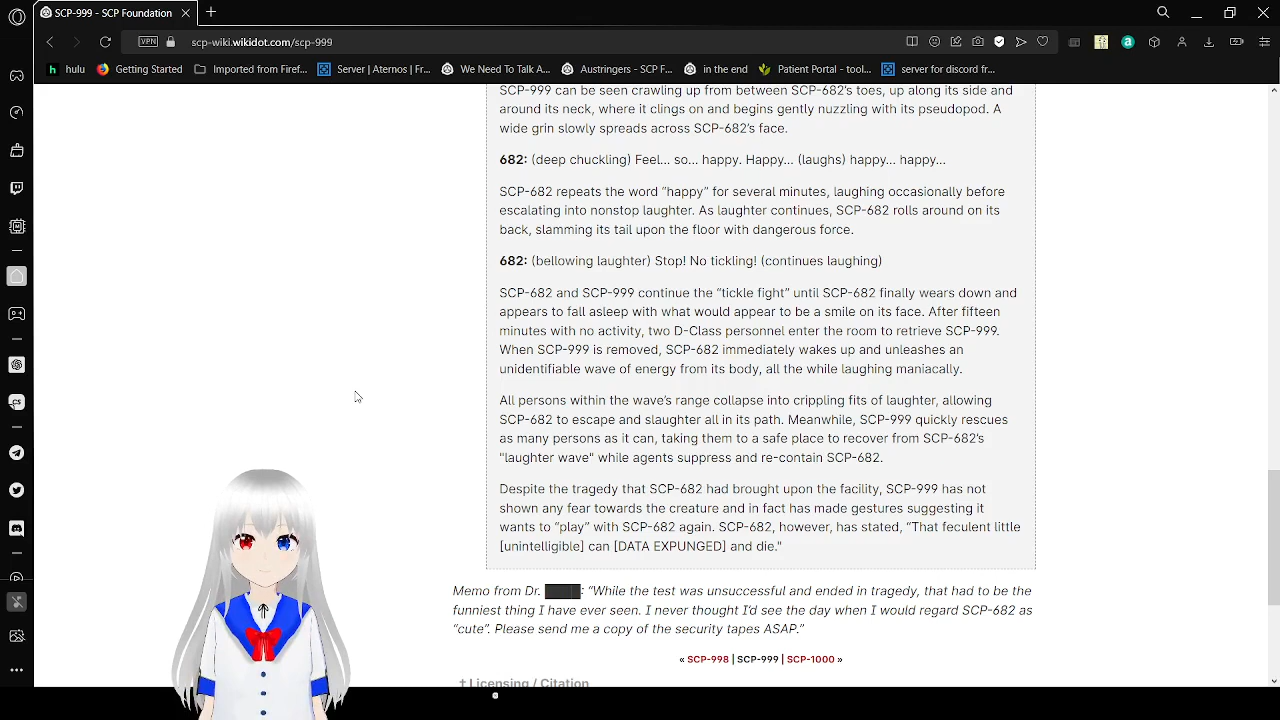 SCP-999 - SCP Foundation
VPN
scp-wiki.wikidot.com/scp-999
hulu
Getting Started
Imported from Firef...
Server | Aternos | Fr...
We Need To Talk A...
Austringers - SCP F...
in the end
Patient Portal - tool...
server for discord fr...
SCP-999 can be seen crawling up from between SCP-682's toes, up along its side and
around its neck, where it clings on and begins gently nuzzling with its pseudopod. A
wide grin slowly spreads across SCP-682's face.
682: (deep chuckling) Feel... so... happy. Happy... (laughs) happy... happy...
SCP-682 repeats the word “happy” for several minutes, laughing occasionally before
escalating into nonstop laughter. As laughter continues, SCP-682 rolls around on its
back, slamming its tail upon the floor with dangerous force.
682: (bellowing laughter) Stop! No tickling! (continues laughing)
SCP-682 and SCP-999 continue the “tickle fight” until SCP-682 finally wears down and
appears to fall asleep with what would appear to be a smile on its face. After fifteen
minutes with no activity, two D-Class personnel enter the room to retrieve SCP-999.
When SCP-999 is removed, SCP-682 immediately wakes up and unleashes an
unidentifiable wave of energy from its body, all the while laughing maniacally.
All persons within the wave's range collapse into crippling fits of laughter, allowing
SCP-682 to escape and slaughter all in its path. Meanwhile, SCP-999 quickly rescues
as many persons as it can, taking them to a safe place to recover from SCP-682's
"laughter wave" while agents suppress and re-contain SCP-682.
Despite the tragedy that SCP-682 had brought upon the facility, SCP-999 has not
shown any fear towards the creature and in fact has made gestures suggesting it
wants to “play” with SCP-682 again. SCP-682, however, has stated, “That feculent little
[unintelligible] can [DATA EXPUNGED] and die."
Memo from Dr. : “While the test was unsuccessful and ended in tragedy, that had to be the
funniest thing I have ever seen. I never thought I'd see the day when I would regard SCP-682 as
“cute”. Please send me a copy of the security tapes ASAP.”
« SCP-998 | SCP-999 | SCP-1000 »
† Licensing / Citation